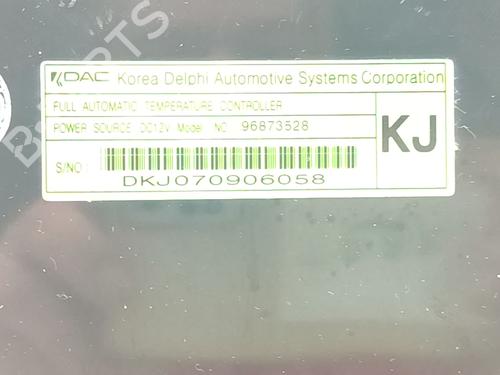 KDAC Korea Delphi Automotive Systems Corporation
FULL AUTOMATIC TEMPERATURE CONTROLLER
POWER SOURCE DC12V Model NO 96873528
KJ
S/NO
DKJ070906058